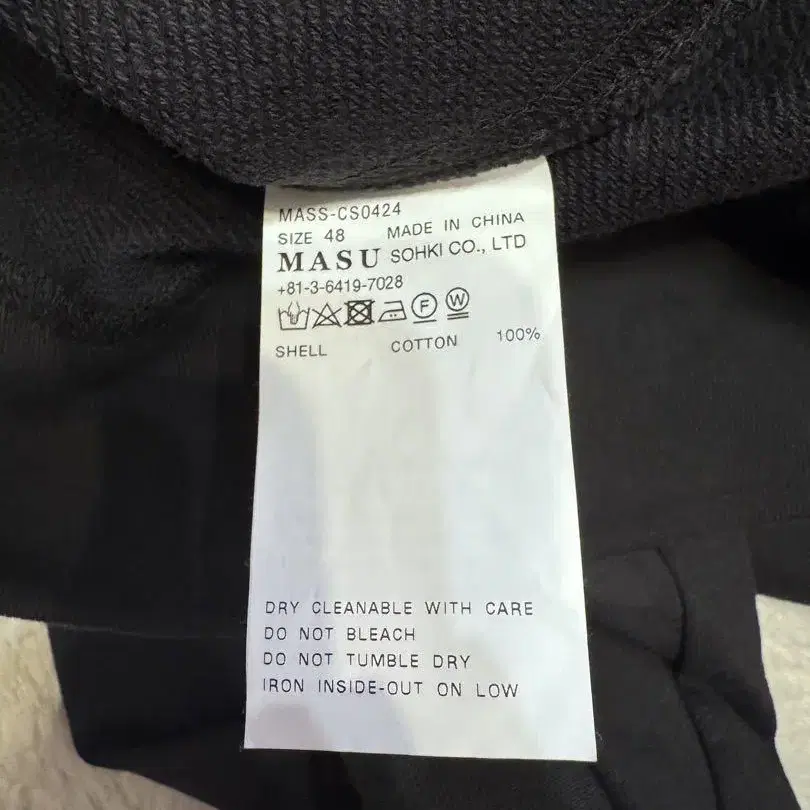 MASS-CS0424
SIZE 48 MADE IN CHINA
MASU SOHKI CO., LTD
+81-3-6419-7028
F W
SHELL COTTON 100%
DRY CLEANABLE WITH CARE
DO NOT BLEACH
DO NOT TUMBLE DRY
IRON INSIDE-OUT ON LOW